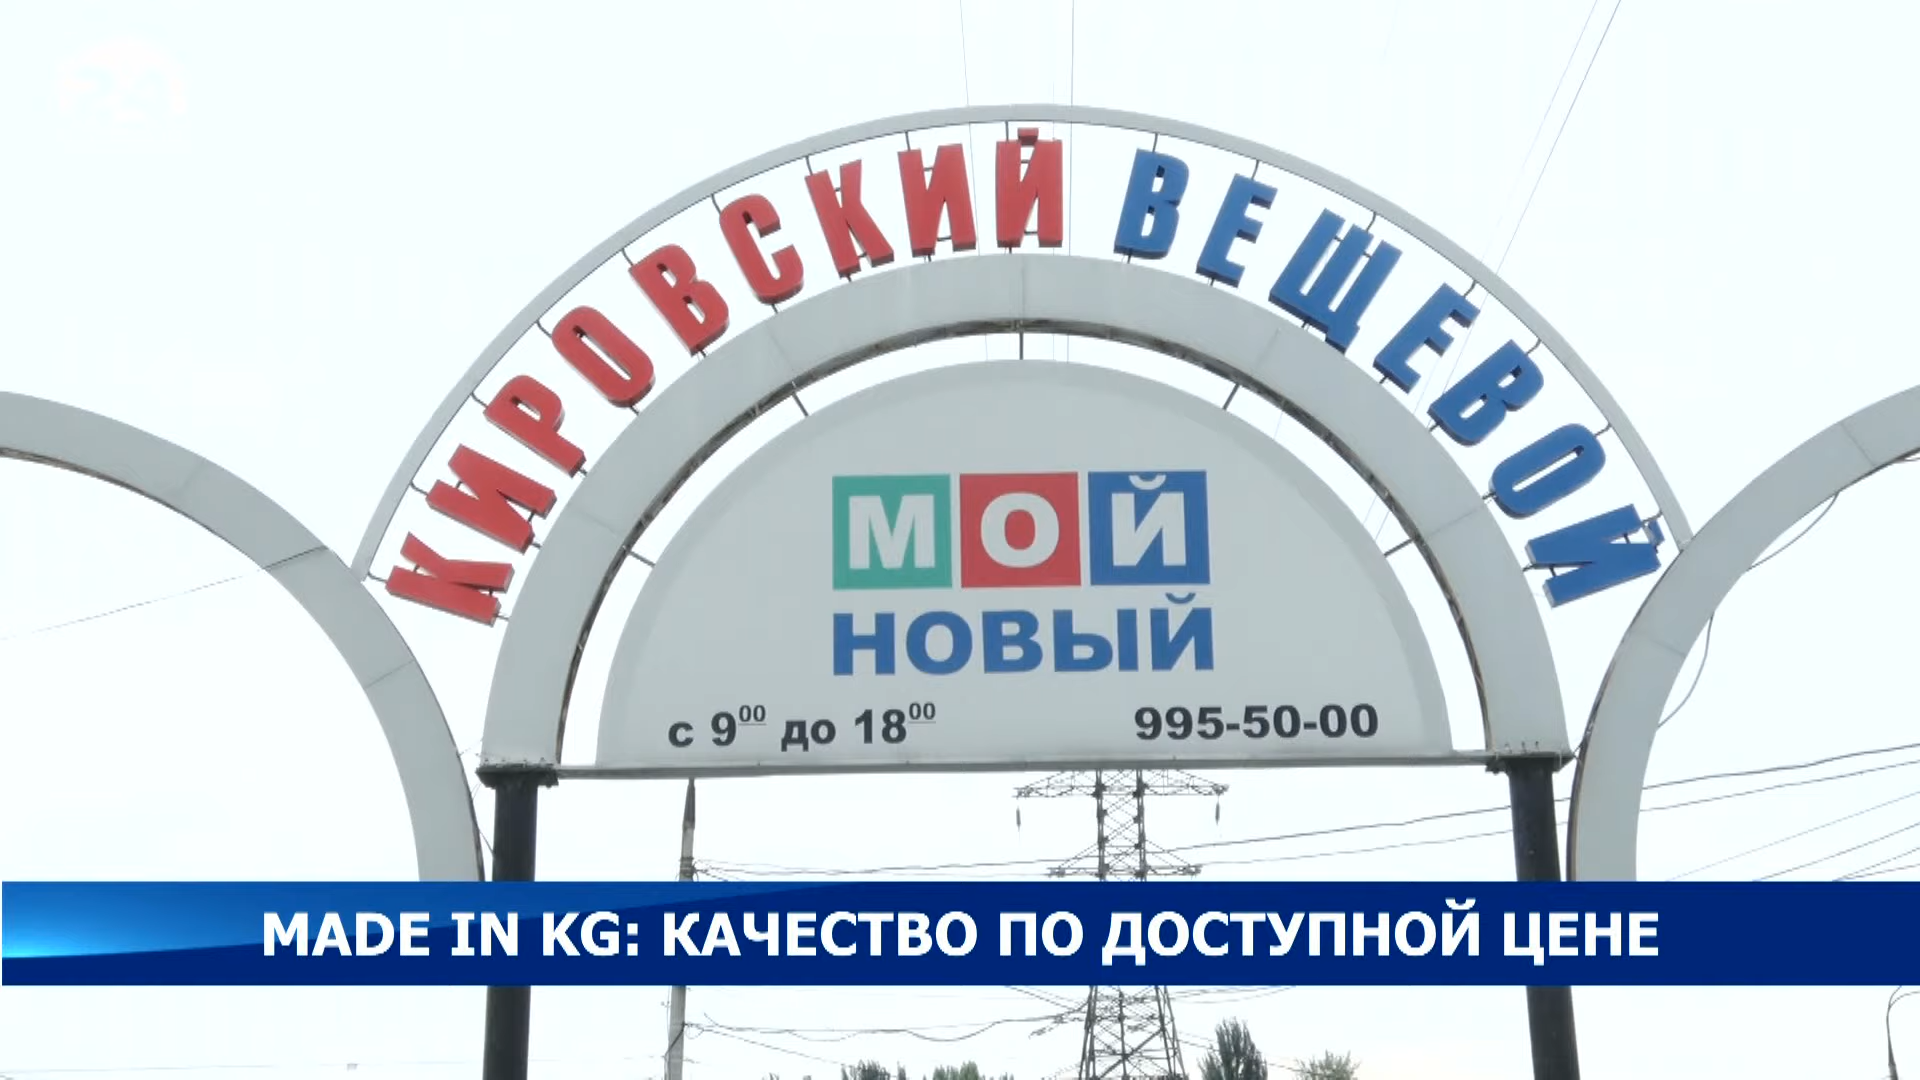 КИРОВСКИЙ ВЕЩЕВОЙ
МОЙ
НОВЫЙ
с 9⁰⁰ до 18⁰⁰ 995-50-00
MADE IN KG: КАЧЕСТВО ПО ДОСТУПНОЙ ЦЕНЕ